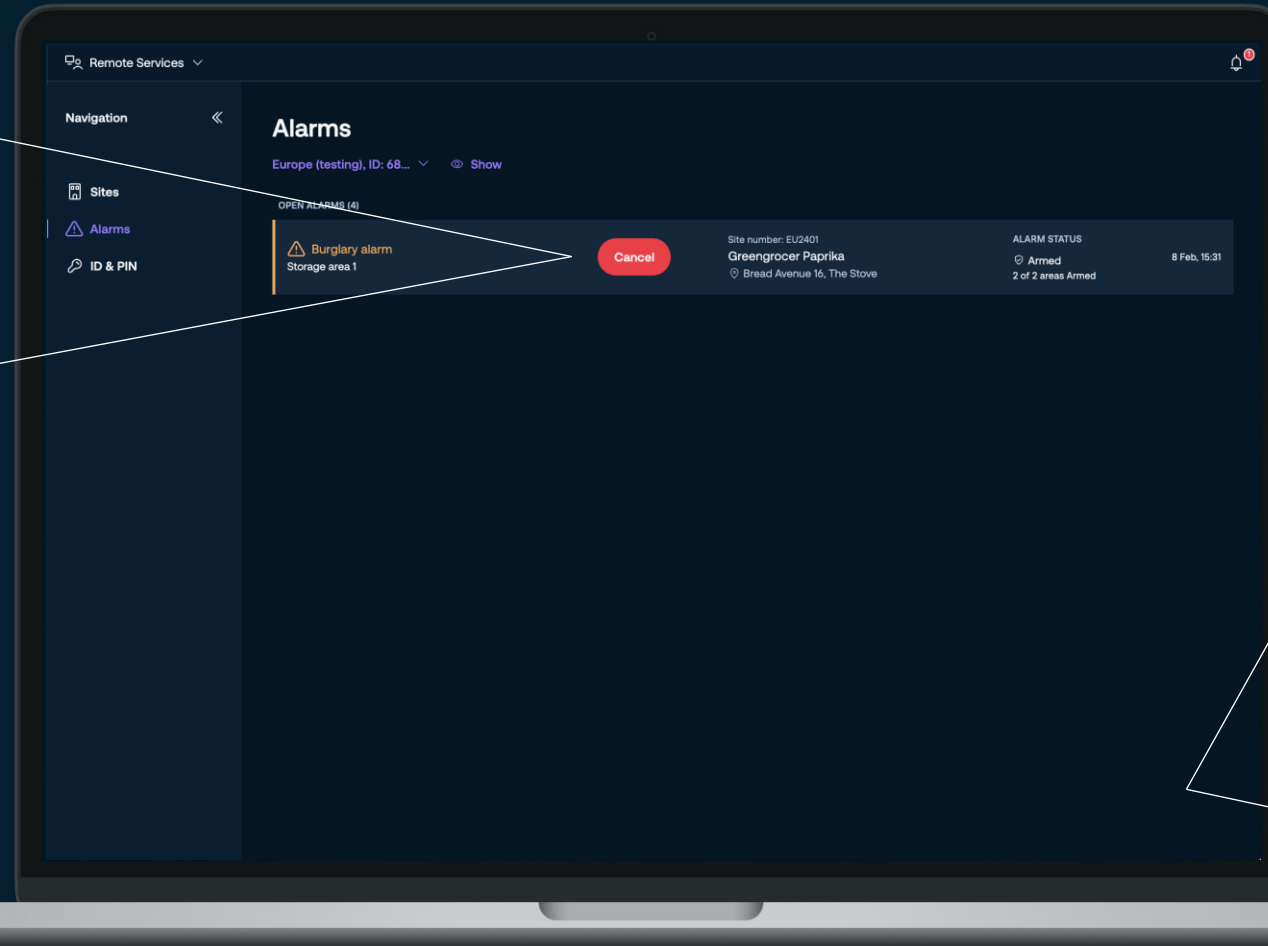 Remote Services
1
Navigation
Alarms
Europe (testing), ID: 68...
Show
Sites
OPEN ALARMS (4)
Alarms
Burglary alarm
Storage area 1
Cancel
Site number: EU2401
Greengrocer Paprika
Bread Avenue 16, The Stove
ALARM STATUS
Armed
2 of 2 areas Armed
8 Feb, 15:31
ID & PIN